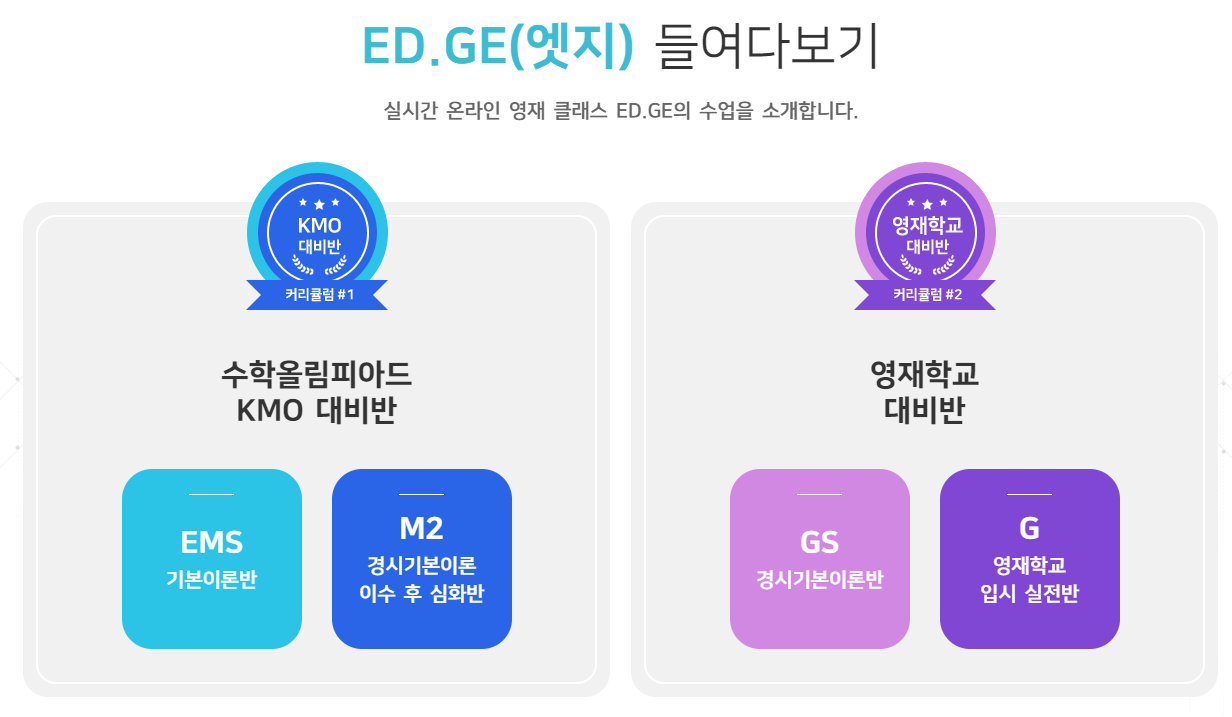 ED.GE(엣지) 들여다보기
실시간 온라인 영재 클래스 ED.GE의 수업을 소개합니다.
KMO
대비반
커리큘럼 #1
수학올림피아드
KMO 대비반
EMS
기본이론반
M2
경시기본이론
이수 후 심화반
영재학교
대비반
커리큘럼 #2
영재학교
대비반
GS
경시기본이론반
G
영재학교
입시 실전반